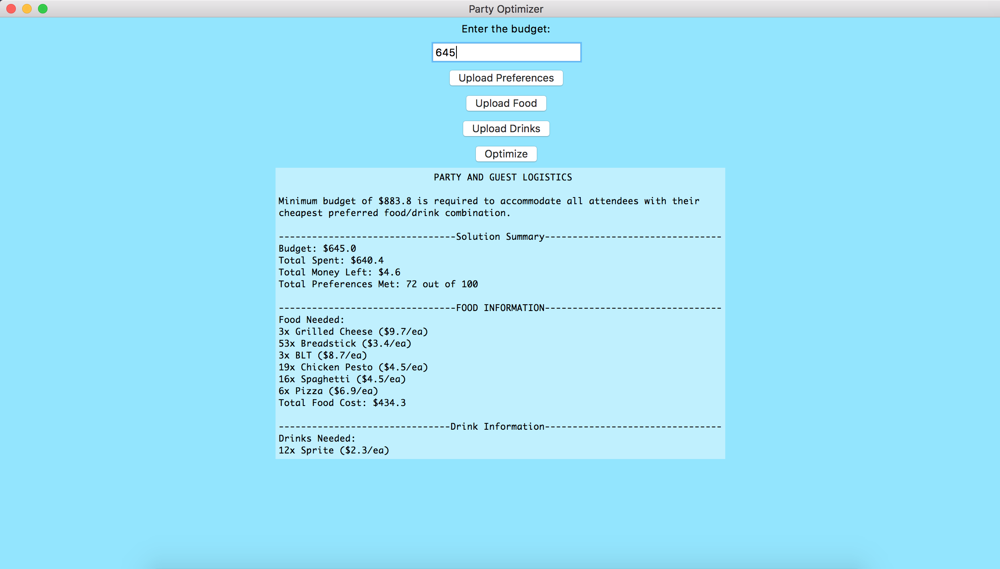 Party Optimizer
Enter the budget:
645
Upload Preferences
Upload Food
Upload Drinks
Optimize
PARTY AND GUEST LOGISTICS
Minimum budget of $883.8 is required to accommodate all attendees with their
cheapest preferred food/drink combination.
--------------------------------Solution Summary--------------------------------
Budget: $645.0
Total Spent: $640.4
Total Money Left: $4.6
Total Preferences Met: 72 out of 100
--------------------------------FOOD INFORMATION--------------------------------
Food Needed:
3x Grilled Cheese ($9.7/ea)
53x Breadstick ($3.4/ea)
3x BLT ($8.7/ea)
19x Chicken Pesto ($4.5/ea)
16x Spaghetti ($4.5/ea)
6x Pizza ($6.9/ea)
Total Food Cost: $434.3
-------------------------------Drink Information--------------------------------
Drinks Needed:
12x Sprite ($2.3/ea)